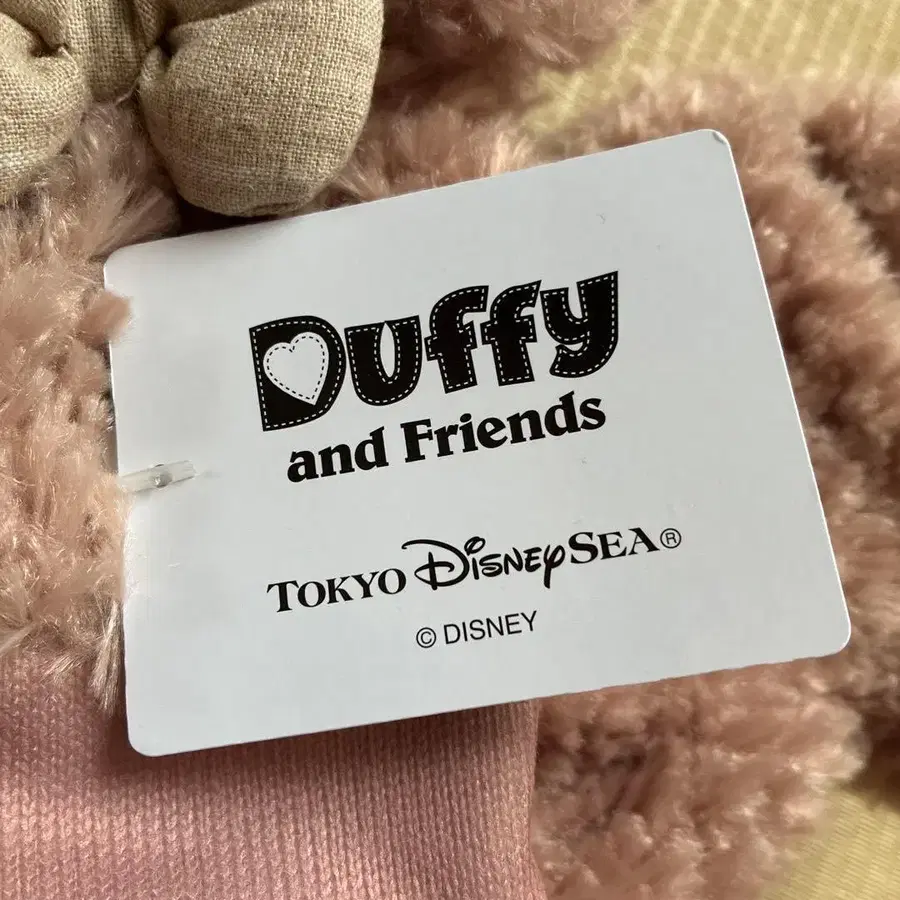 Duffy
and Friends
TOKYO DISNEYSEA®
© DISNEY